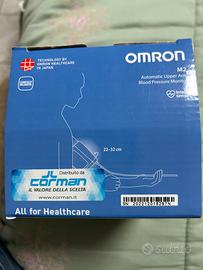 TECHNOLOGY BY
OMRON HEALTHCARE
IN JAPAN
OMRON
M2
Automatic Upper Arm
Blood Pressure Monitor
22-32 cm
Distribuito da
corman
IL VALORE DELLA SCELTA
www.corman.it
All for Healthcare